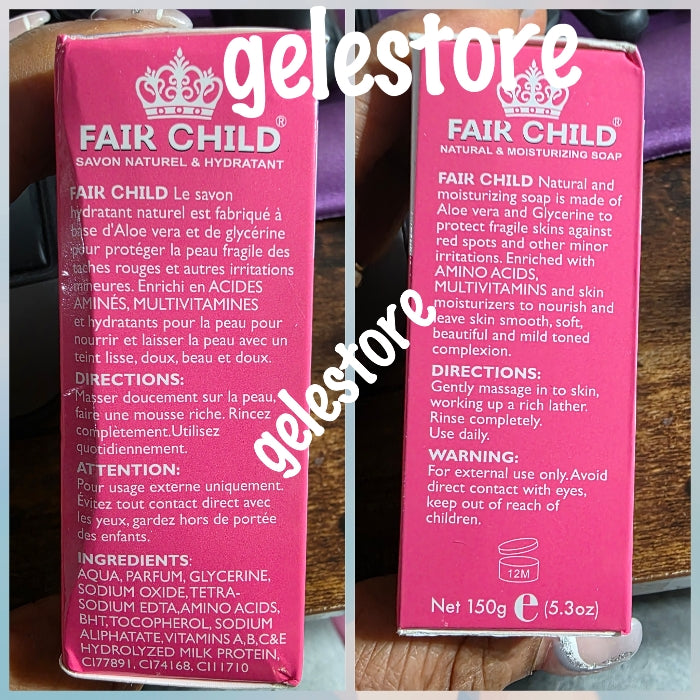 gelestore
FAIR CHILD®
SAVON NATUREL & HYDRATANT
FAIR CHILD Le savon
hydratant naturel est fabriqué à
base d'Aloe vera et de glycérine
pour protéger la peau fragile des
taches rouges et autres irritations
mineures. Enrichi en ACIDES
AMINÉS, MULTIVITAMINES
et hydratants pour la peau pour
nourrir et laisser la peau avec un
teint lisse, doux, beau et doux.
DIRECTIONS:
Masser doucement sur la peau,
faire une mousse riche. Rincez
complètement.Utilisez
quotidiennement.
ATTENTION:
Pour usage externe uniquement.
Évitez tout contact direct avec
les yeux, gardez hors de portée
des enfants.
INGREDIENTS:
AQUA, PARFUM, GLYCERINE,
SODIUM OXIDE,TETRA-
SODIUM EDTA,AMINO ACIDS,
BHT,TOCOPHEROL, SODIUM
ALIPHATATE,VITAMINS A,B,C&E
HYDROLYZED MILK PROTEIN,
CI77891, CI74168, CI11710
gelestore
FAIR CHILD®
NATURAL & MOISTURIZING SOAP
FAIR CHILD Natural and
moisturizing soap is made of
Aloe vera and Glycerine to
protect fragile skins against
red spots and other minor
irritations. Enriched with
AMINO ACIDS,
MULTIVITAMINS and skin
moisturizers to nourish and
leave skin smooth, soft,
beautiful and mild toned
complexion.
DIRECTIONS:
Gently massage in to skin,
working up a rich lather.
Rinse completely.
Use daily.
WARNING:
For external use only.Avoid
direct contact with eyes,
keep out of reach of
children.
12M
Net 150g e (5.3oz)